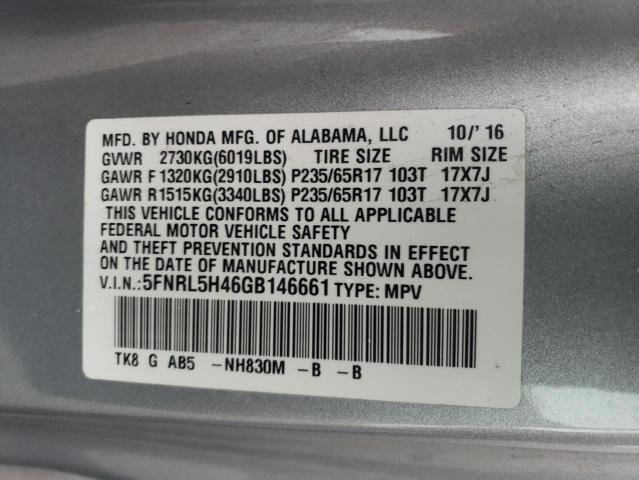 MFD. BY HONDA MFG. OF ALABAMA, LLC 10/' 16
GVWR 2730KG(6019LBS) TIRE SIZE RIM SIZE
GAWR F 1320KG(2910LBS) P235/65R17 103T 17X7J
GAWR R 1515KG(3340LBS) P235/65R17 103T 17X7J
THIS VEHICLE CONFORMS TO ALL APPLICABLE
FEDERAL MOTOR VEHICLE SAFETY
AND THEFT PREVENTION STANDARDS IN EFFECT
ON THE DATE OF MANUFACTURE SHOWN ABOVE.
V.I.N.:5FNRL5H46GB146661 TYPE: MPV
TK8 G AB5 -NH830M -B -B